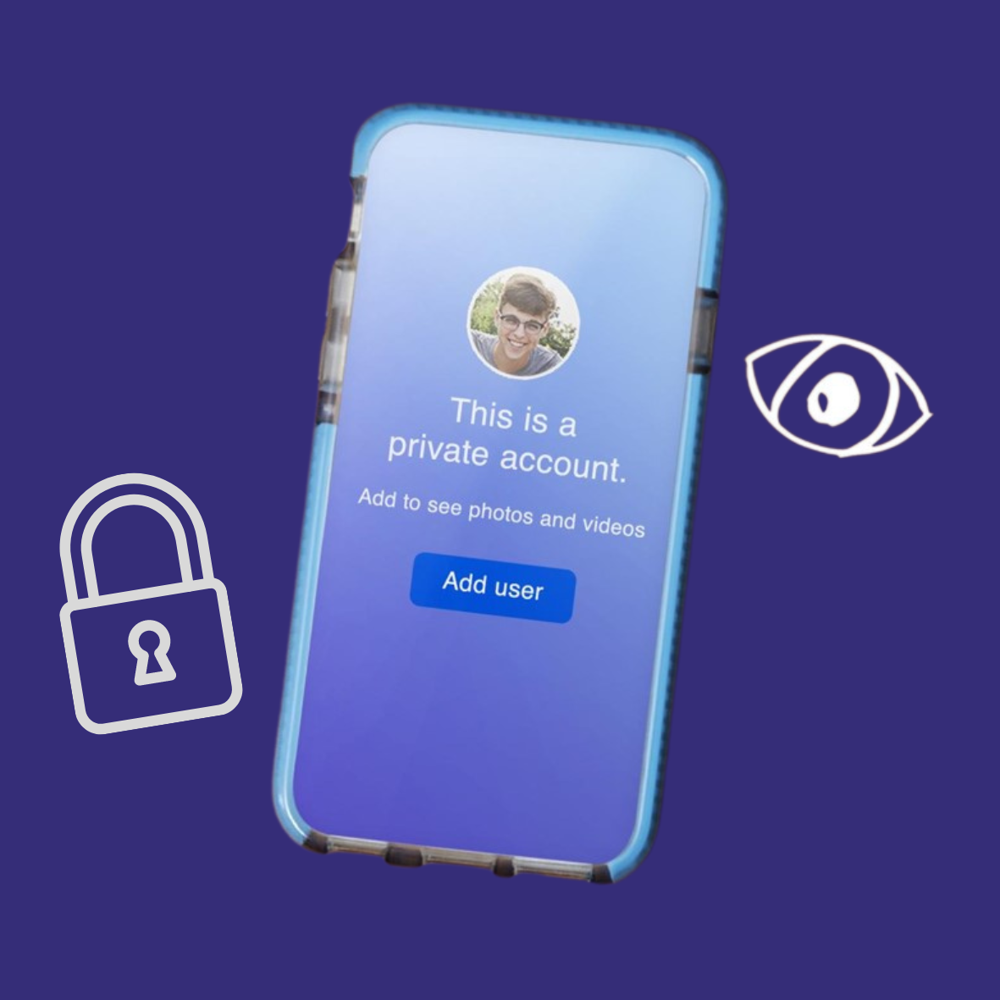 This is a
private account.
Add to see photos and videos
Add user